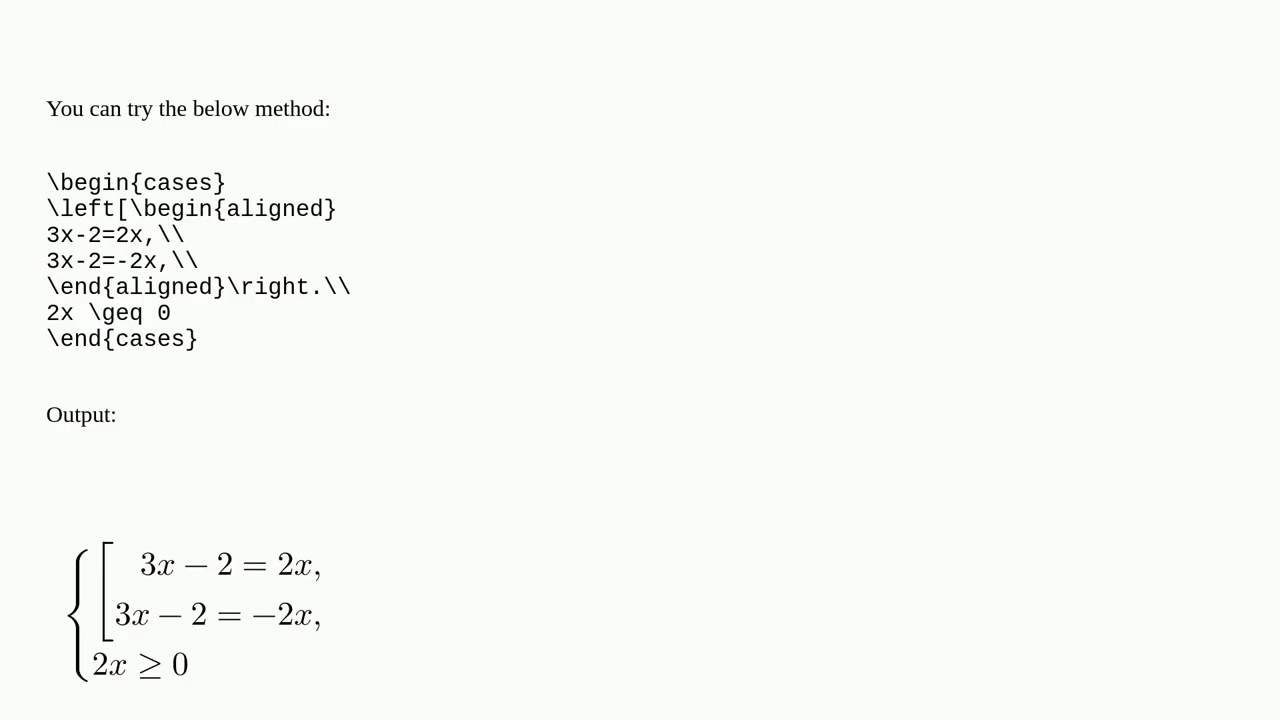 You can try the below method:
\begin{cases}
\left[\begin{aligned}
3x-2=2x,\\
3x-2=-2x,\\
\end{aligned}\right.\\
2x \geq 0
\end{cases}
Output:
3x − 2 = 2x,
3x − 2 = −2x,
2x ≥ 0